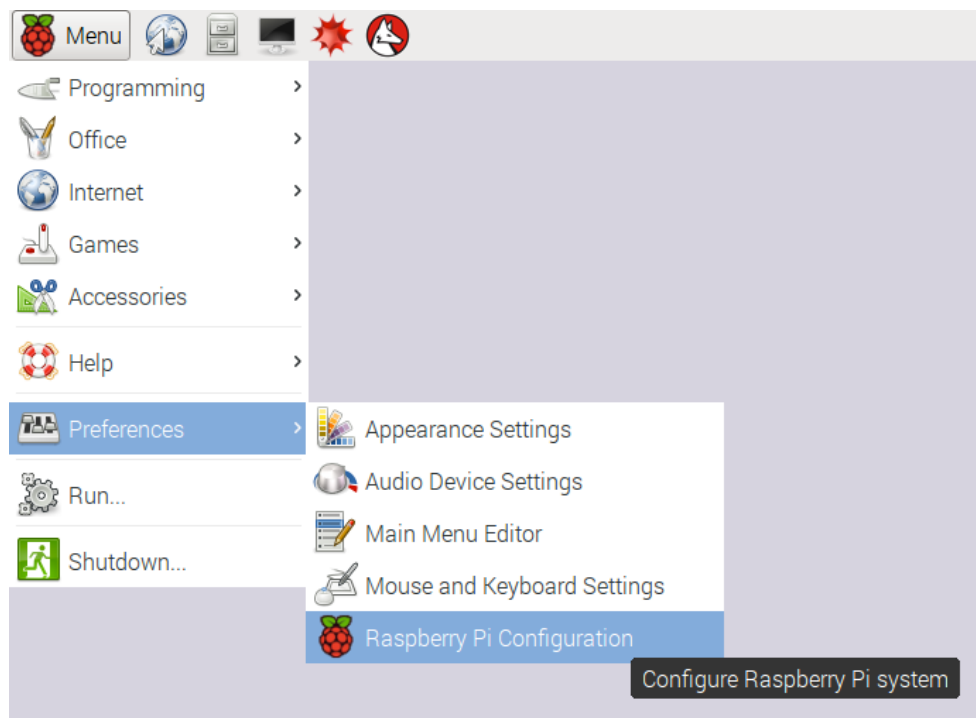 Menu
Programming
Office
Internet
Games
Accessories
Help
Preferences
Run...
Shutdown...
Appearance Settings
Audio Device Settings
Main Menu Editor
Mouse and Keyboard Settings
Raspberry Pi Configuration
Configure Raspberry Pi system